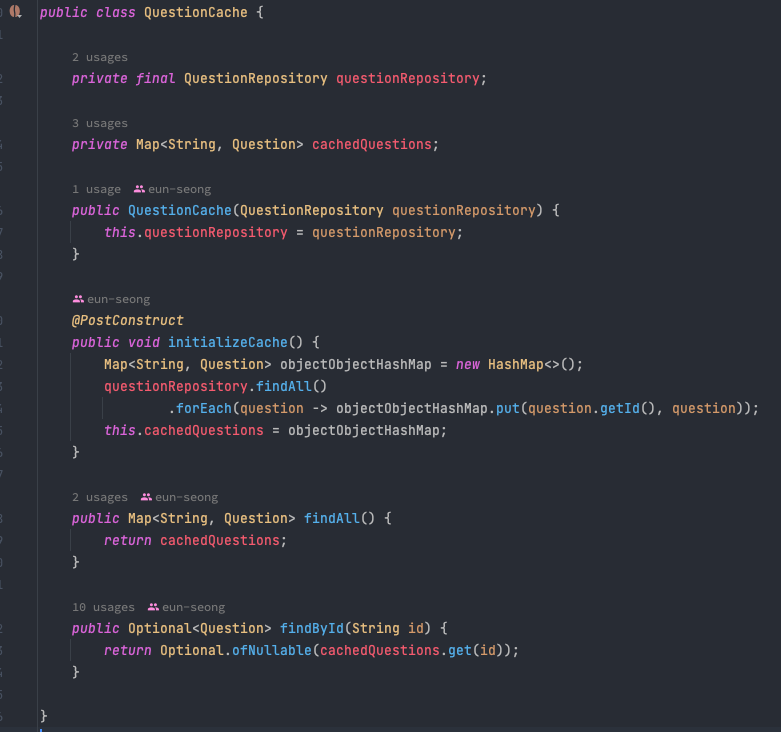 public class QuestionCache {
2 usages
private final QuestionRepository questionRepository;
3 usages
private Map<String, Question> cachedQuestions;
1 usage eun-seong
public QuestionCache(QuestionRepository questionRepository) {
this.questionRepository = questionRepository;
}
eun-seong
@PostConstruct
public void initializeCache() {
Map<String, Question> objectObjectHashMap = new HashMap<>();
questionRepository.findAll()
.forEach(question -> objectObjectHashMap.put(question.getId(), question));
this.cachedQuestions = objectObjectHashMap;
}
2 usages eun-seong
public Map<String, Question> findAll() {
return cachedQuestions;
}
10 usages eun-seong
public Optional<Question> findById(String id) {
return Optional.ofNullable(cachedQuestions.get(id));
}
}